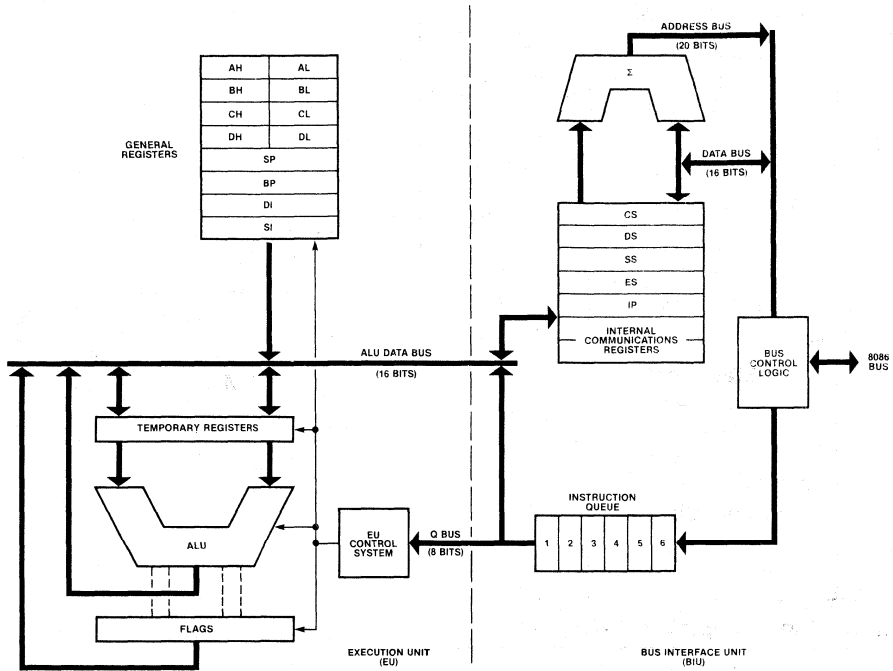 ADDRESS BUS
(20 BITS)
Σ
AH AL
BH BL
CH CL
DH DL
SP
BP
DI
SI
GENERAL
REGISTERS
DATA BUS
(16 BITS)
CS
DS
SS
ES
IP
INTERNAL
COMMUNICATIONS
REGISTERS
BUS
CONTROL
LOGIC
8086
BUS
ALU DATA BUS
(16 BITS)
TEMPORARY REGISTERS
ALU
FLAGS
EU
CONTROL
SYSTEM
Q BUS
(8 BITS)
INSTRUCTION
QUEUE
1 2 3 4 5 6
EXECUTION UNIT
(EU)
BUS INTERFACE UNIT
(BIU)